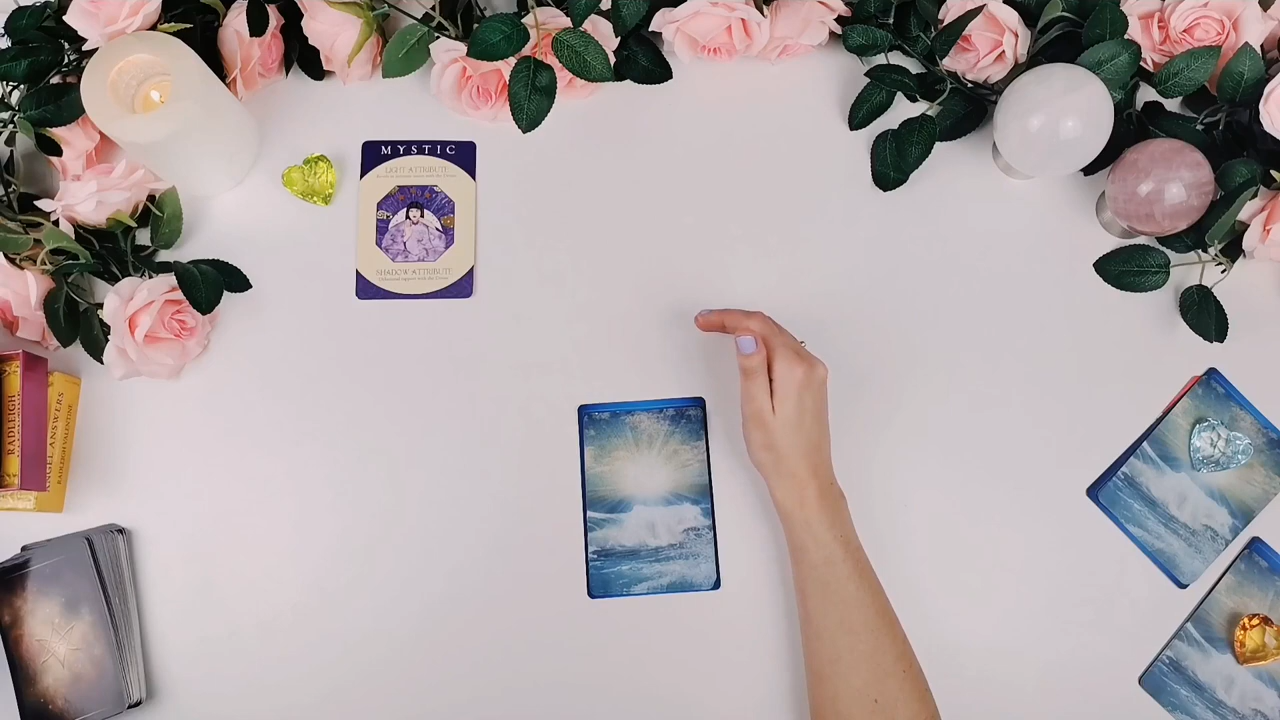 MYSTIC
LIGHT ATTRIBUTE
SHADOW ATTRIBUTE
RADLEIGH
ANGEL ANSWERS
RADLEIGH VALENTINE